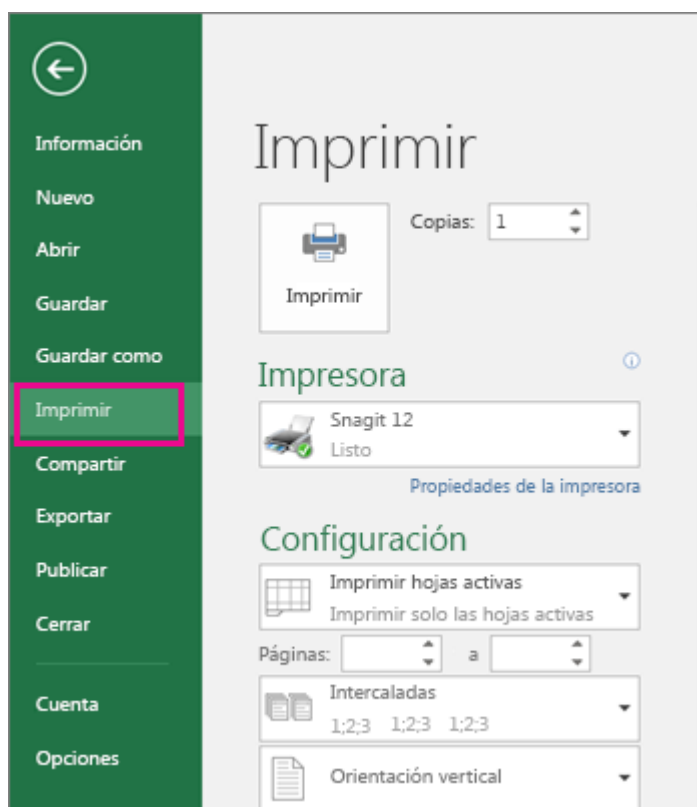 Información
Nuevo
Abrir
Guardar
Guardar como
Imprimir
Compartir
Exportar
Publicar
Cerrar
Cuenta
Opciones
Imprimir
Copias: 1
Imprimir
Impresora
Snagit 12
Listo
Propiedades de la impresora
Configuración
Imprimir hojas activas
Imprimir solo las hojas activas
Páginas: a
Intercaladas
1;2;3 1;2;3 1;2;3
Orientación vertical